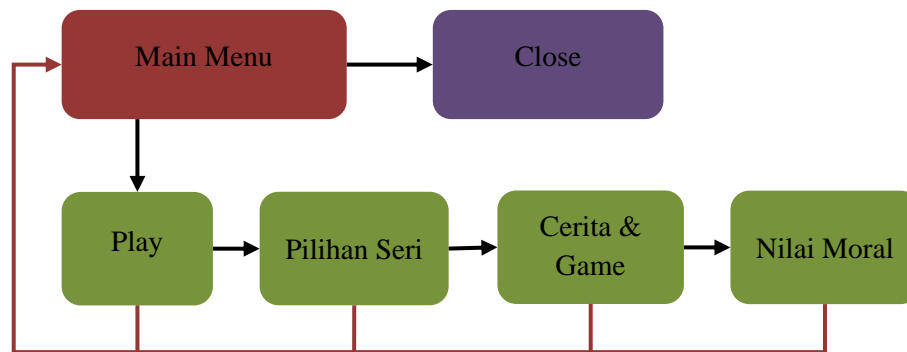 Main Menu
Close
Play
Pilihan Seri
Cerita &
Game
Nilai Moral